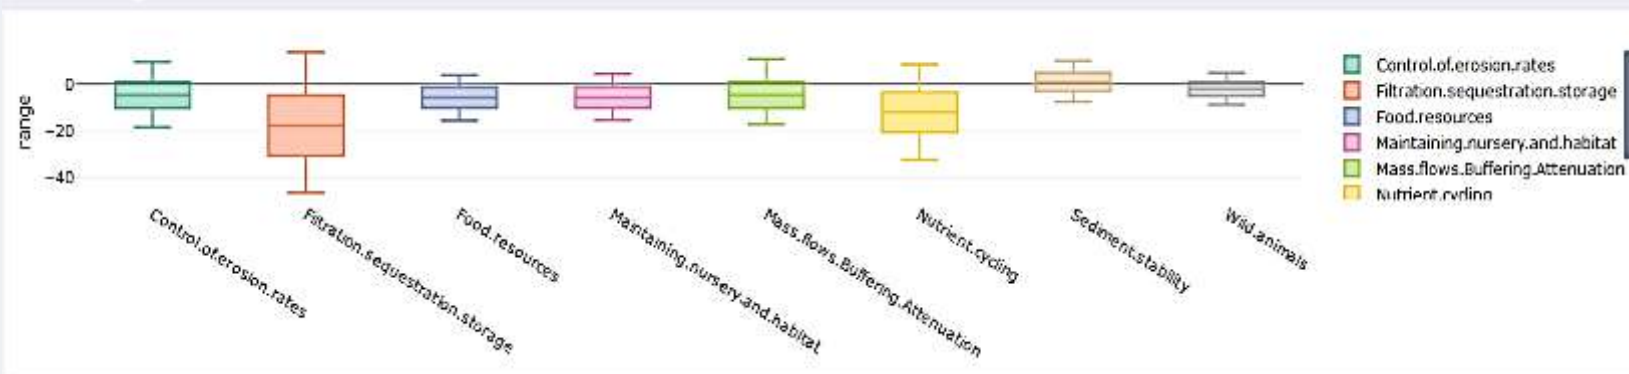 0
−20
−40
range
Control.of.erosion.rates
Filtration.sequestration.storage
Food.resources
Maintaining.nursery.and.habitat
Mass.flows.Buffering.Attenuation
Nutrient.cycling
Sediment.stability
Wild.animals
Control.of.erosion.rates
Filtration.sequestration.storage
Food.resources
Maintaining.nursery.and.habitat
Mass.flows.Buffering.Attenuation
Nutrient.cycling